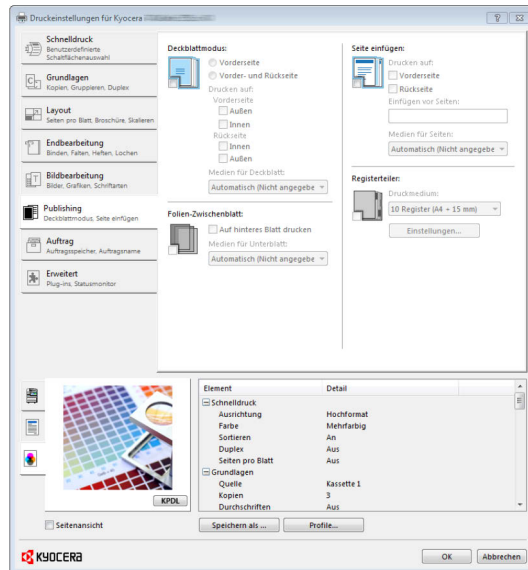 Druckeinstellungen für Kyocera
Schnelldruck
Benutzerdefinierte
Schaltflächenauswahl
Grundlagen
Kopien, Gruppieren, Duplex
Layout
Seiten pro Blatt, Broschüre, Skalieren
Endbearbeitung
Binden, Falten, Heften, Lochen
Bildbearbeitung
Bilder, Grafiken, Schriftarten
Publishing
Deckblattmodus, Seite einfügen
Auftrag
Auftragsspeicher, Auftragsname
Erweitert
Plug-ins, Statusmonitor
Deckblattmodus:
Vorderseite
Vorder- und Rückseite
Drucken auf:
Vorderseite
Außen
Innen
Rückseite
Innen
Außen
Medien für Deckblatt:
Automatisch (Nicht angegebe
Folien-Zwischenblatt:
Auf hinteres Blatt drucken
Medien für Unterblatt:
Automatisch (Nicht angegebe
Seite einfügen:
Drucken auf:
Vorderseite
Rückseite
Einfügen vor Seiten:
Medien für Seiten:
Automatisch (Nicht angegebe
Registerteiler:
Druckmedium:
10 Register (A4 + 15 mm)
Einstellungen...
KPDL
Seitenansicht
Element Detail
Schnelldruck
Ausrichtung Hochformat
Farbe Mehrfarbig
Sortieren An
Duplex Aus
Seiten pro Blatt Aus
Grundlagen
Quelle Kassette 1
Kopien 3
Durchschriften Aus
Speichern als ... Profile...
KYOCERA
OK Abbrechen